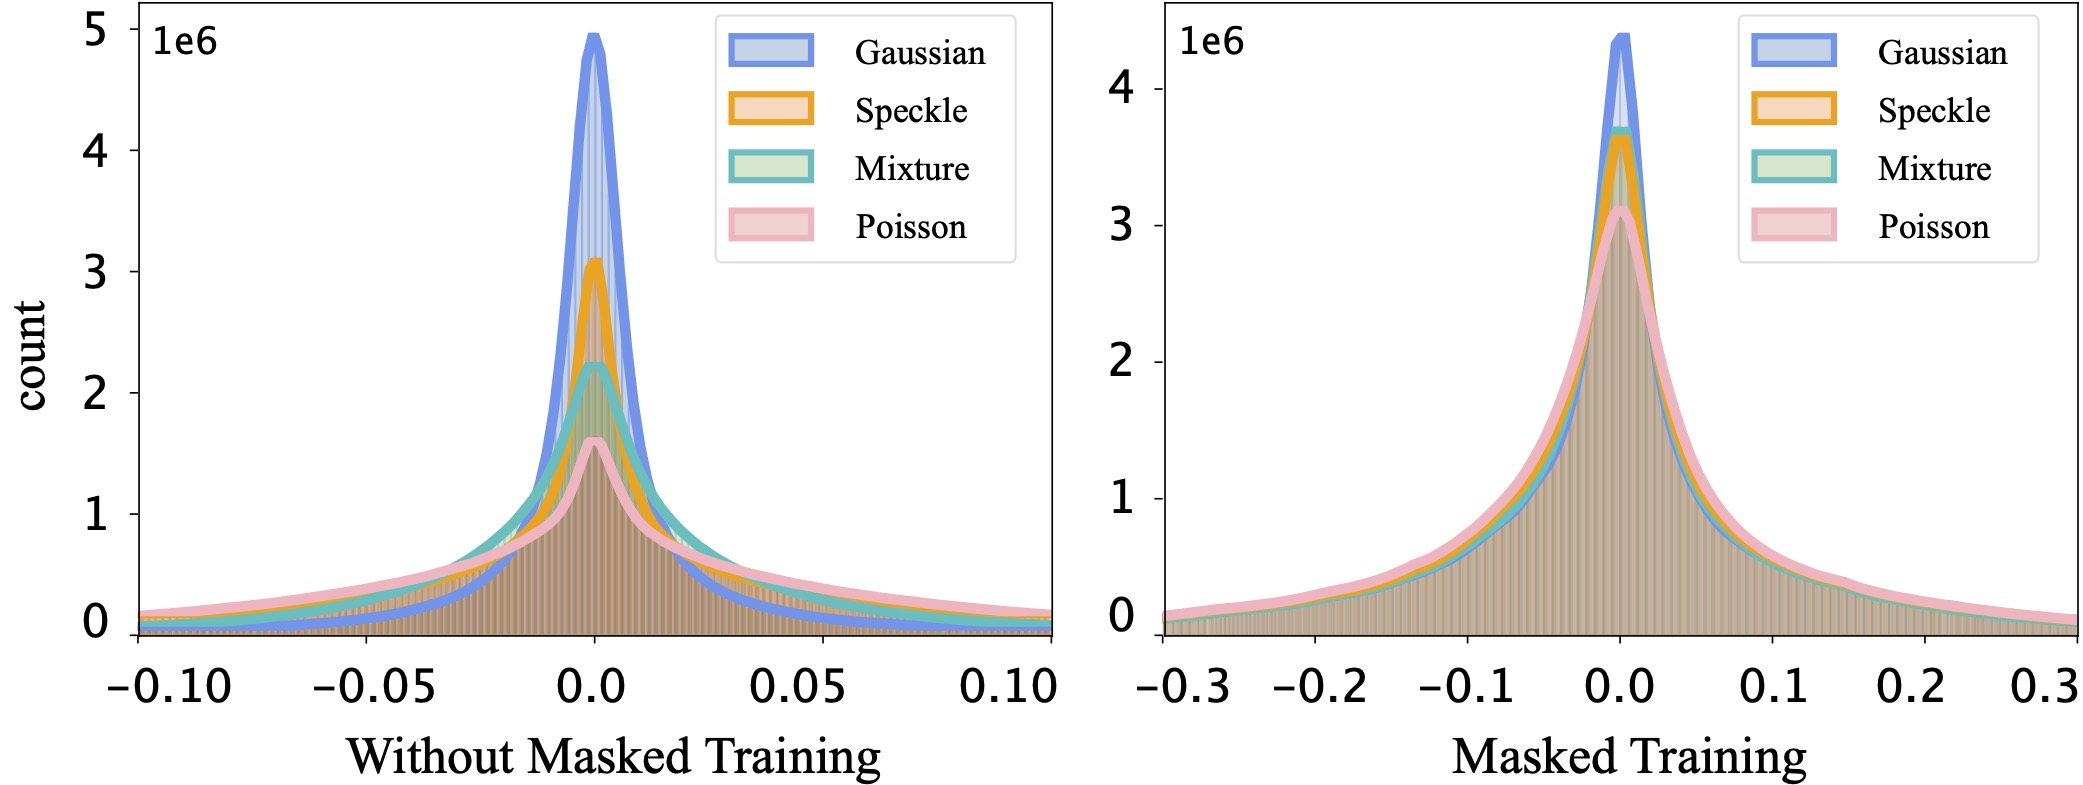 1e6
Gaussian
Speckle
Mixture
Poisson
count
5
4
3
2
1
0
−0.10
−0.05
0.0
0.05
0.10
Without Masked Training
1e6
Gaussian
Speckle
Mixture
Poisson
4
3
2
1
0
−0.3
−0.2
−0.1
0.0
0.1
0.2
0.3
Masked Training